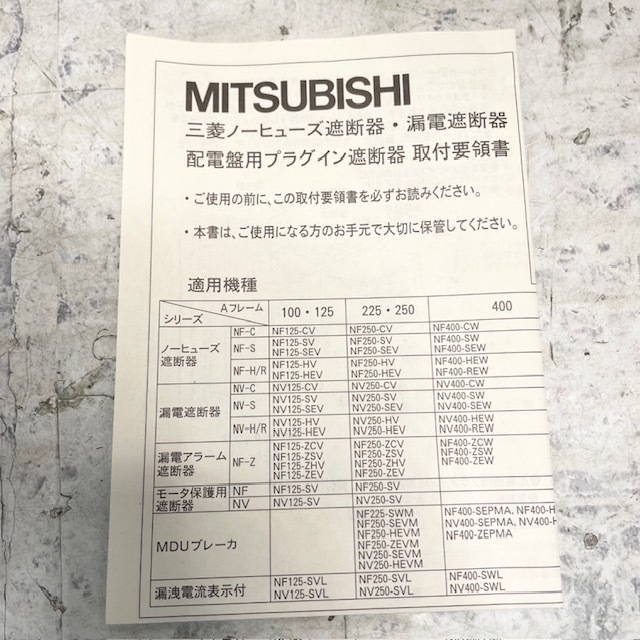 MITSUBISHI
三菱ノーヒューズ遮断器・漏電遮断器
配電盤用プラグイン遮断器 取付要領書
・ご使用の前に、この取付要領書を必ずお読みください。
・本書は、ご使用になる方のお手元で大切に保管してください。
適用機種
シリーズ Aフレーム 100・125 225・250 400
ノーヒューズ遮断器 NF-C NF125-CV NF250-CV NF400-CW
NF-S NF125-SV NF250-SV NF400-SW
NF125-SEV NF250-SEV NF400-SEW
NF-H/R NF125-HV NF250-HV NF400-HEW
NF125-HEV NF250-HEV NF400-REW
漏電遮断器 NV-C NV125-CV NV250-CV NV400-CW
NV-S NV125-SV NV250-SV NV400-SW
NV125-SEV NV250-SEV NV400-SEW
NV-H/R NV125-HV NV250-HV NV400-HEW
NV125-HEV NV250-HEV NV400-REW
漏電アラーム遮断器 NF-Z NF125-ZCV NF250-ZCV NF400-ZCW
NF125-ZSV NF250-ZSV NF400-ZSW
NF125-ZHV NF250-ZHV NF400-ZEW
NF125-ZEV NF250-ZEV
モータ保護用遮断器 NF NF125-SV NF250-SV
NV NV125-SV NV250-SV
MDUブレーカ NF225-SWM NF400-SEPMA, NF400-H
NF250-SEVM NV400-SEPMA, NV400-H
NF250-HEVM NF400-ZEPMA
NF250-ZEVM
NV250-SEVM
NV250-HEVM
漏洩電流表示付 NF125-SVL NF250-SVL NF400-SWL
NV125-SVL NV250-SVL NV400-SWL